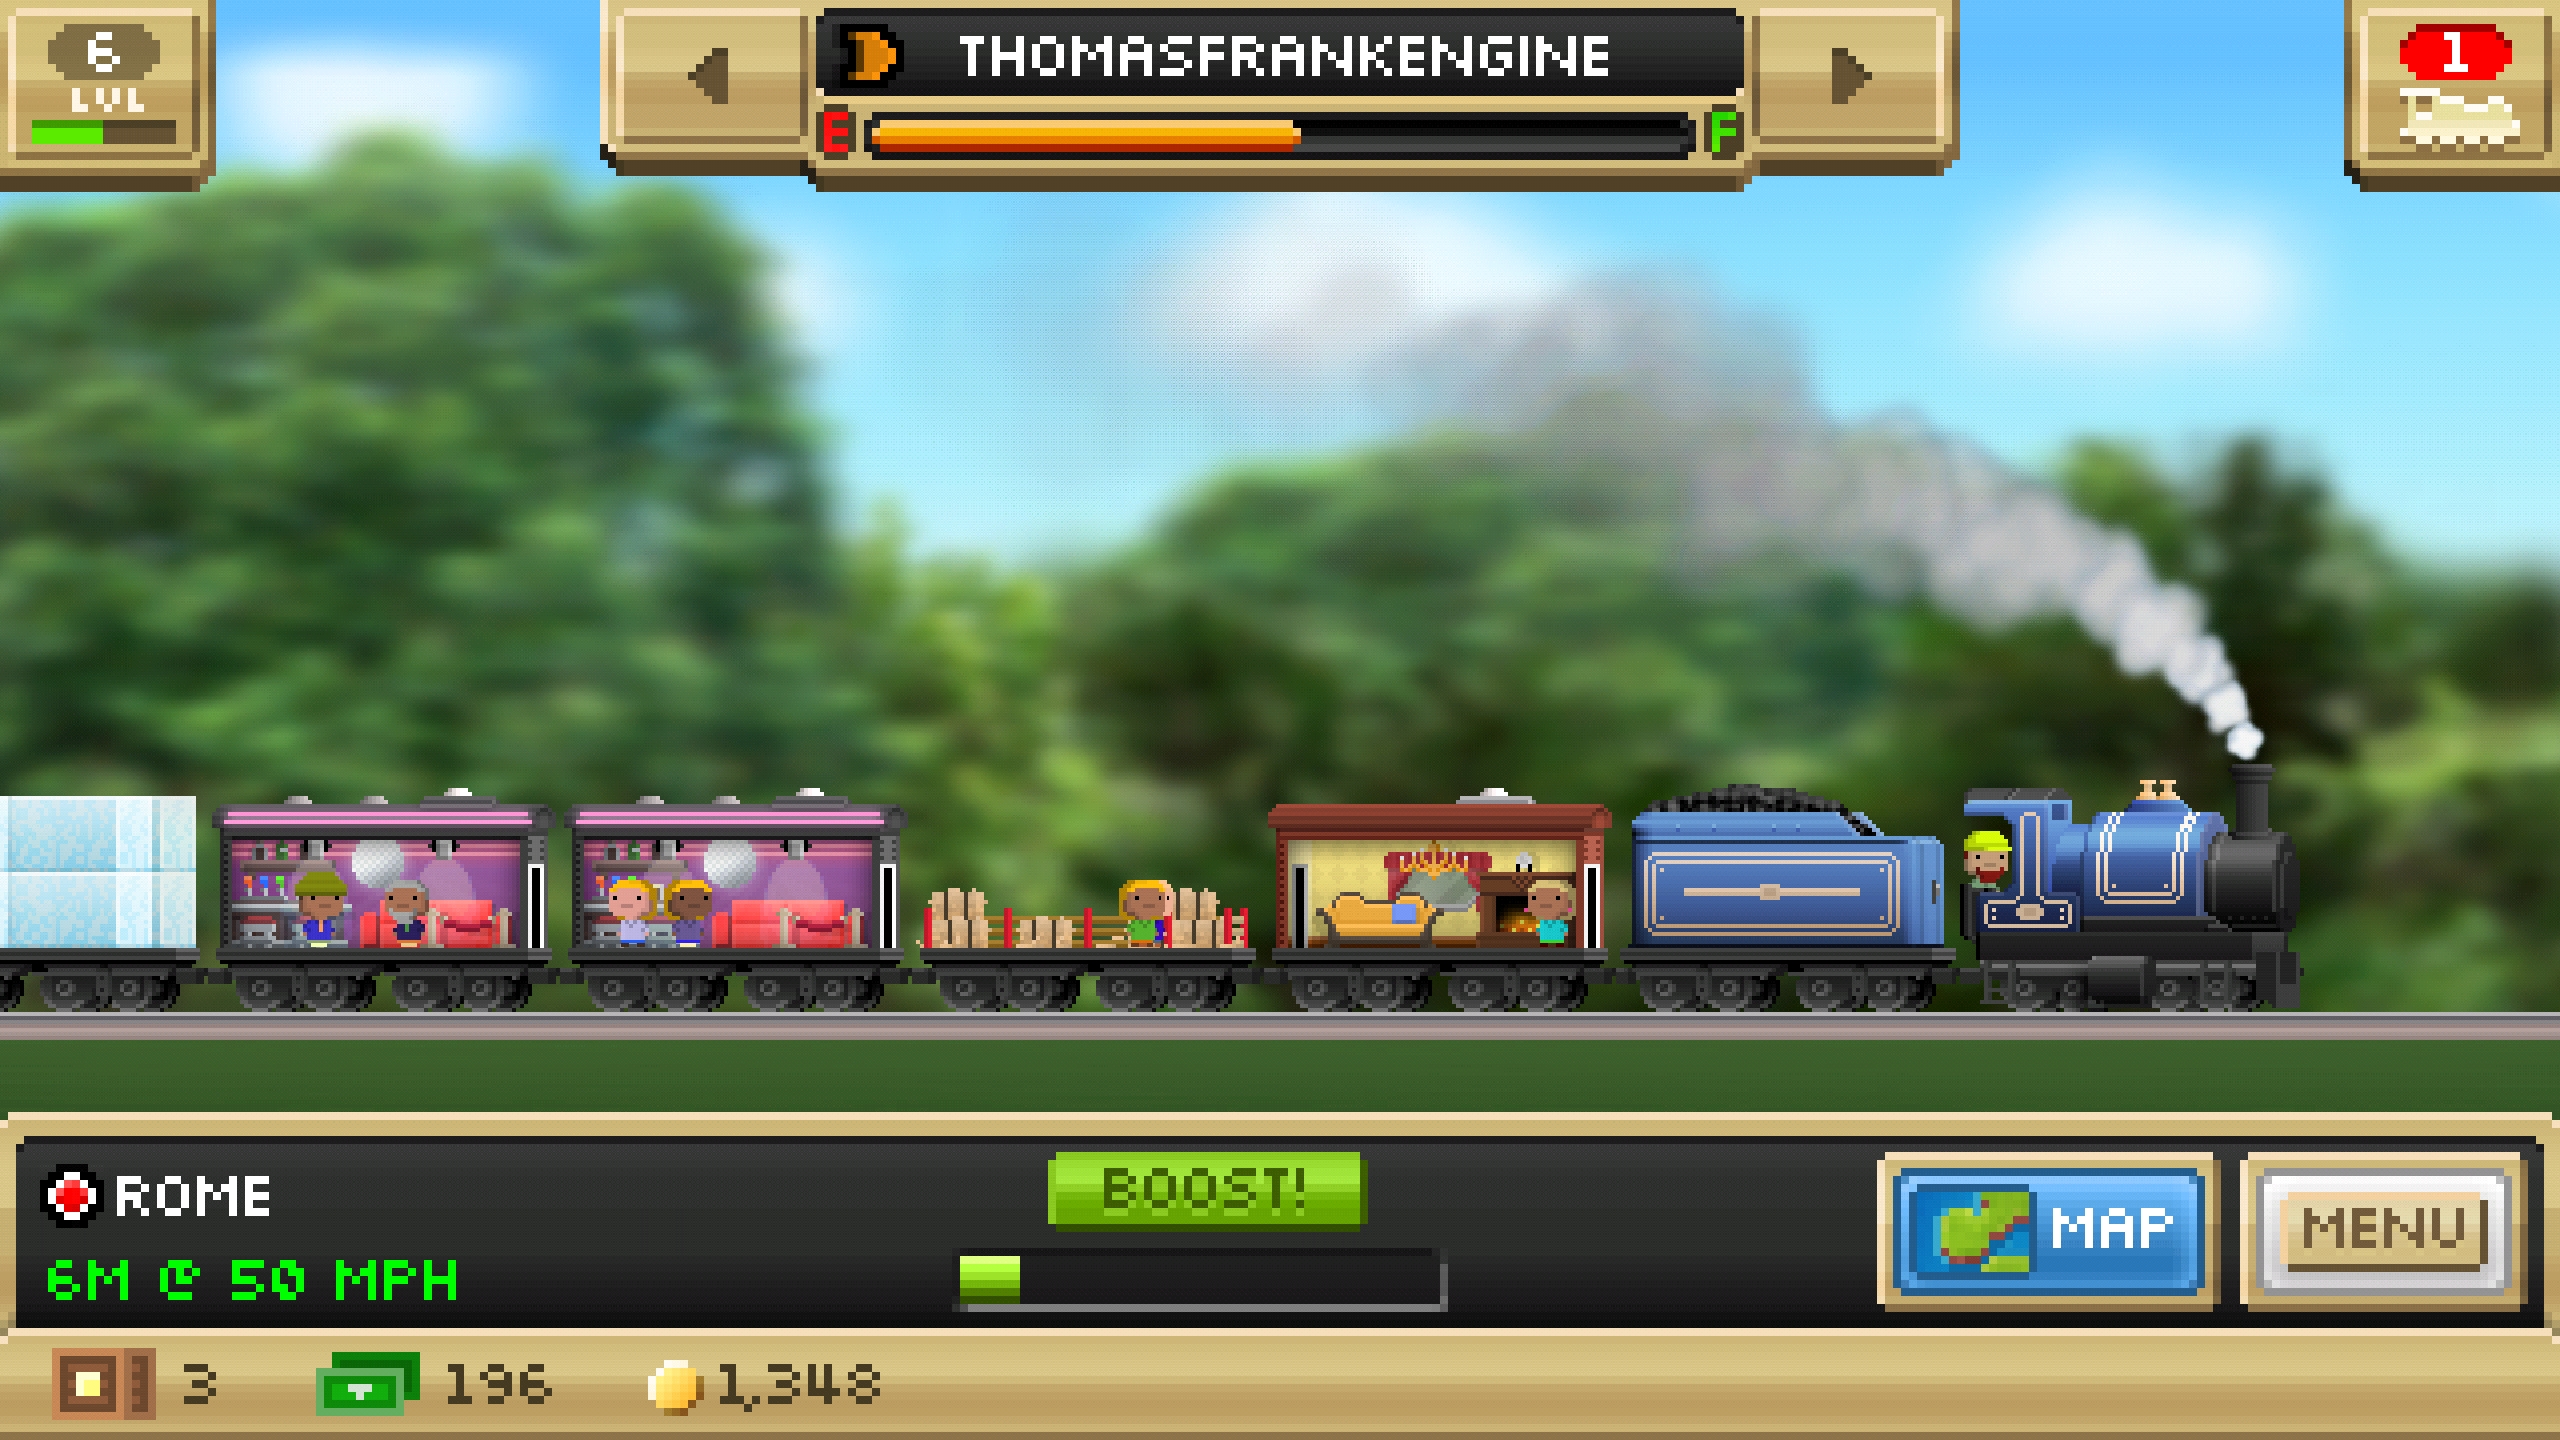 6
LVL
THOMASFRANKENGINE
E F
1
ROME
6M @ 50 MPH
BOOST!
MAP
MENU
3 196 1,348